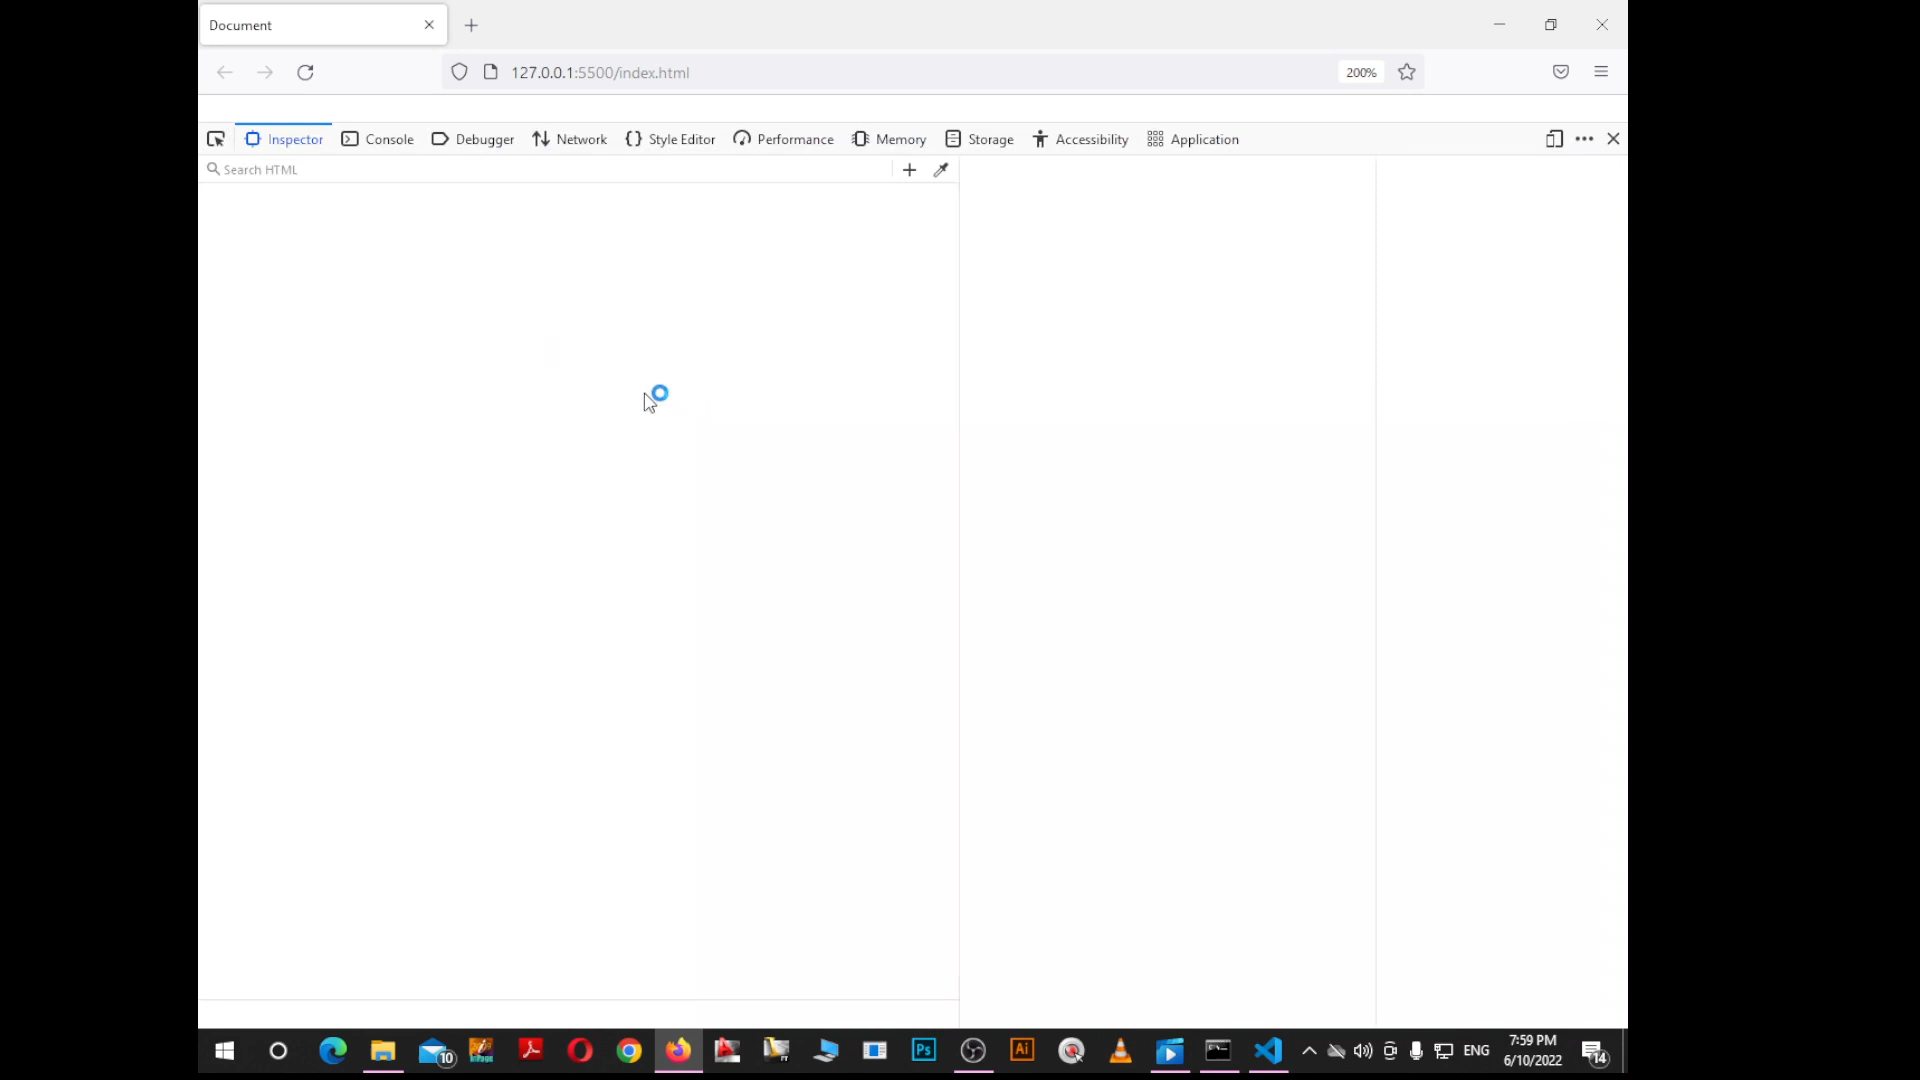 Document
127.0.0.1:5500/index.html
200%
Inspector
Console
Debugger
Network
Style Editor
Performance
Memory
Storage
Accessibility
Application
Search HTML
10
Ps
Ai
ENG
7:59 PM
6/10/2022
14